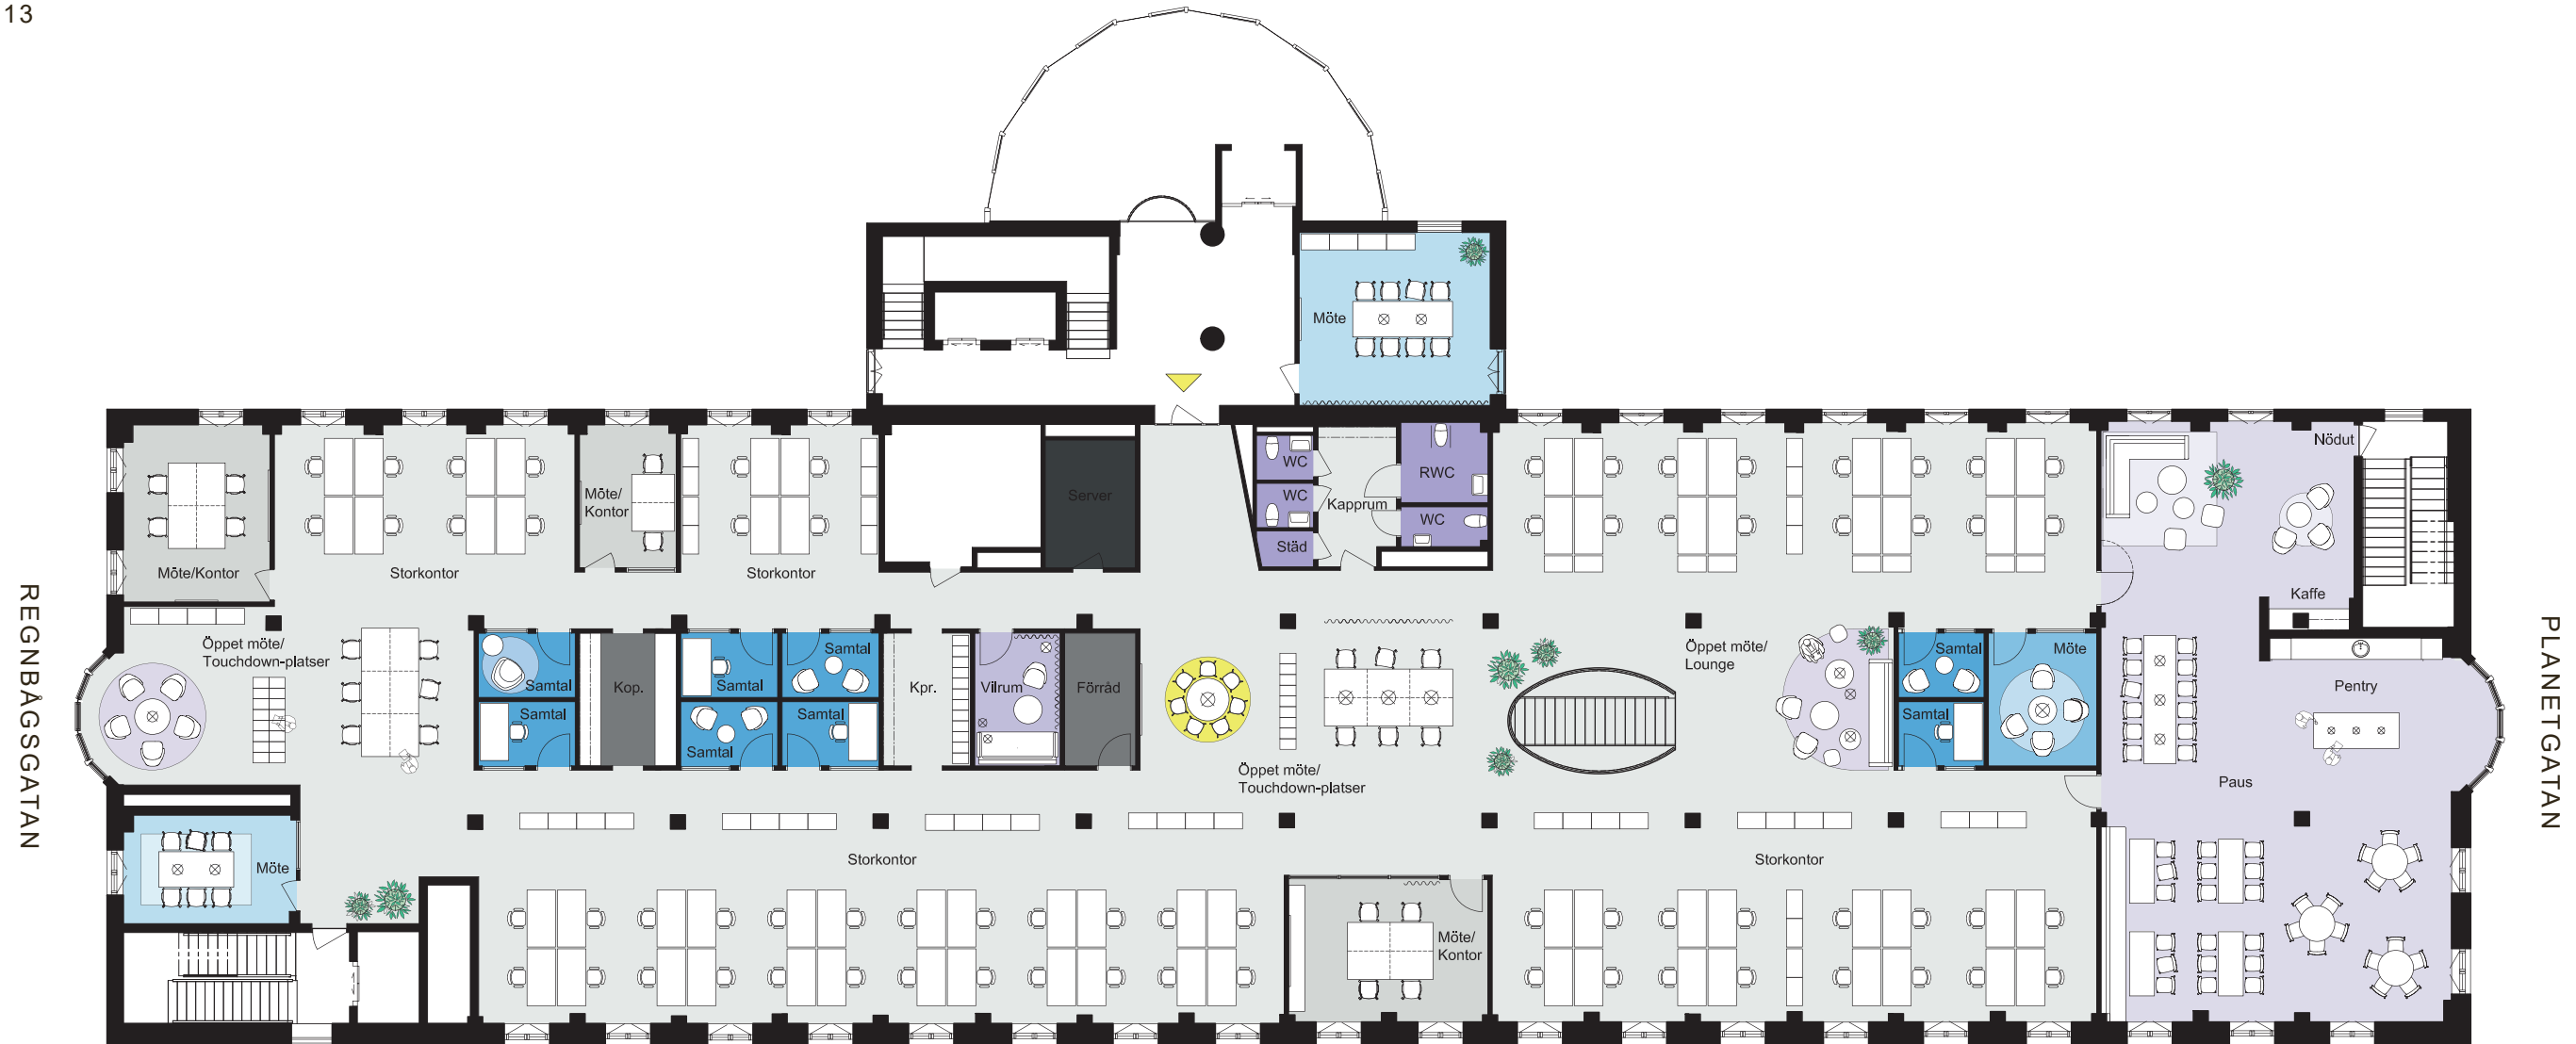 13
Möte
Nödut
WC
RWC
Server
Möte/
Kontor
WC
Kapprum
WC
Städ
Möte/Kontor
Storkontor
Storkontor
Kaffe
REGNBÅGSGATAN
PLANETGATAN
Öppet möte/
Touchdown-platser
Samtal
Öppet möte/
Lounge
Samtal
Möte
Samtal
Kop.
Samtal
Kpr.
Vilrum
Förråd
Pentry
Samtal
Samtal
Samtal
Samtal
Öppet möte/
Touchdown-platser
Paus
Möte
Storkontor
Storkontor
Möte/
Kontor